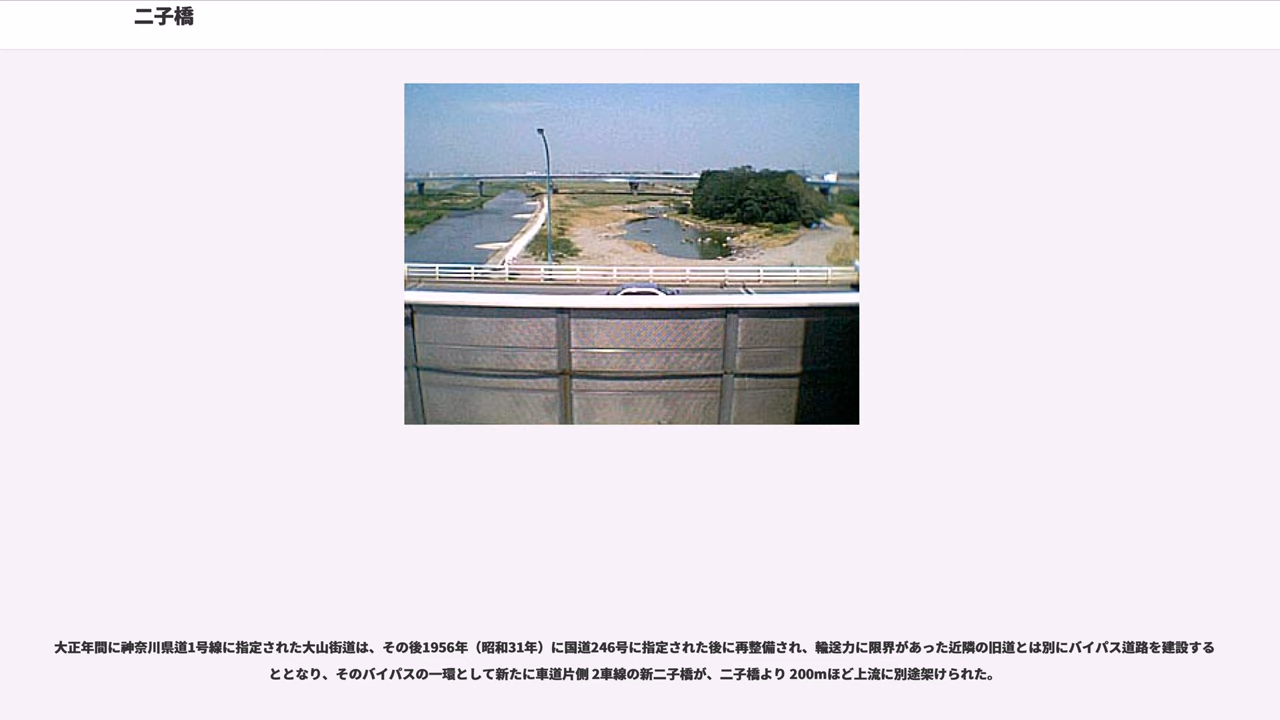 二子橋
大正年間に神奈川県道1号線に指定された大山街道は、その後1956年（昭和31年）に国道246号に指定された後に再整備され、輸送力に限界があった近隣の旧道とは別にバイパス道路を建設する
ととなり、そのバイパスの一環として新たに車道片側 2車線の新二子橋が、二子橋より 200mほど上流に別途架けられた。